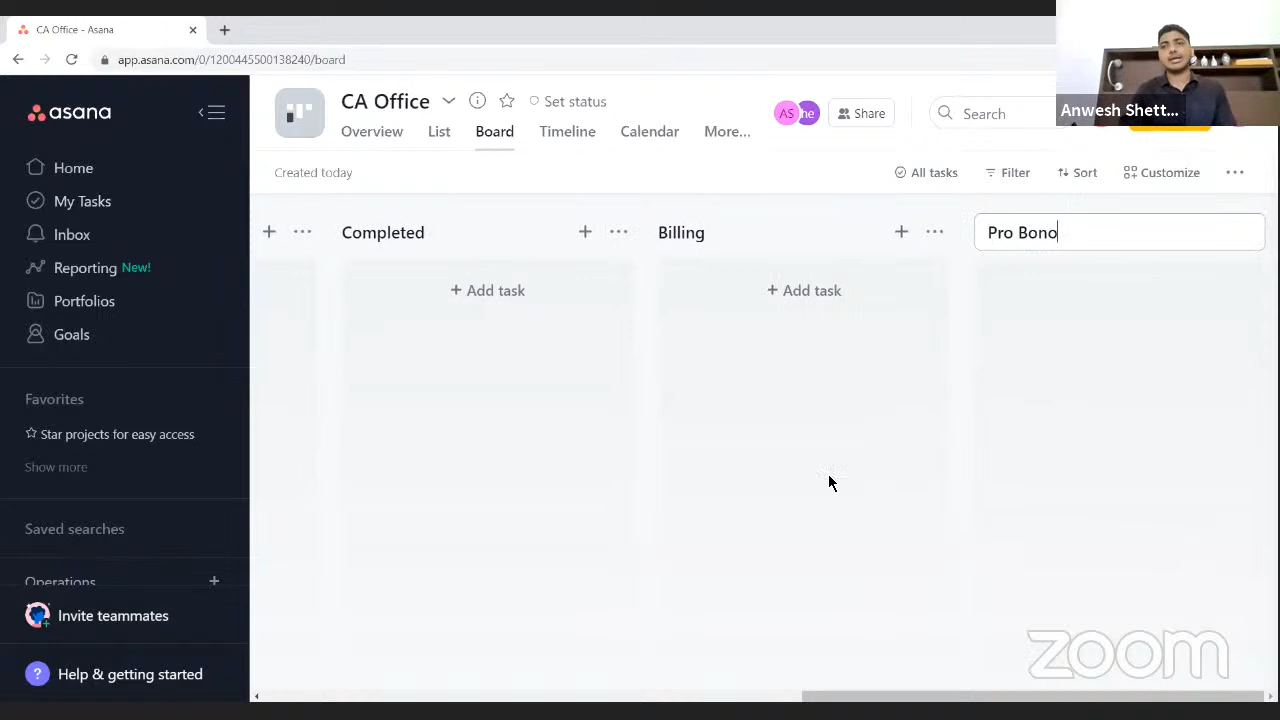 CA Office - Asana
app.asana.com/0/1200445500138240/board
Anwesh Shett...
asana
Home
My Tasks
Inbox
Reporting New!
Portfolios
Goals
Favorites
Star projects for easy access
Show more
Saved searches
Operations
Invite teammates
? Help & getting started
CA Office
Set status
AS he
Share
Search
Overview List Board Timeline Calendar More...
Created today
All tasks Filter Sort Customize
Completed
Billing
Pro Bono
+ Add task
+ Add task
zoom